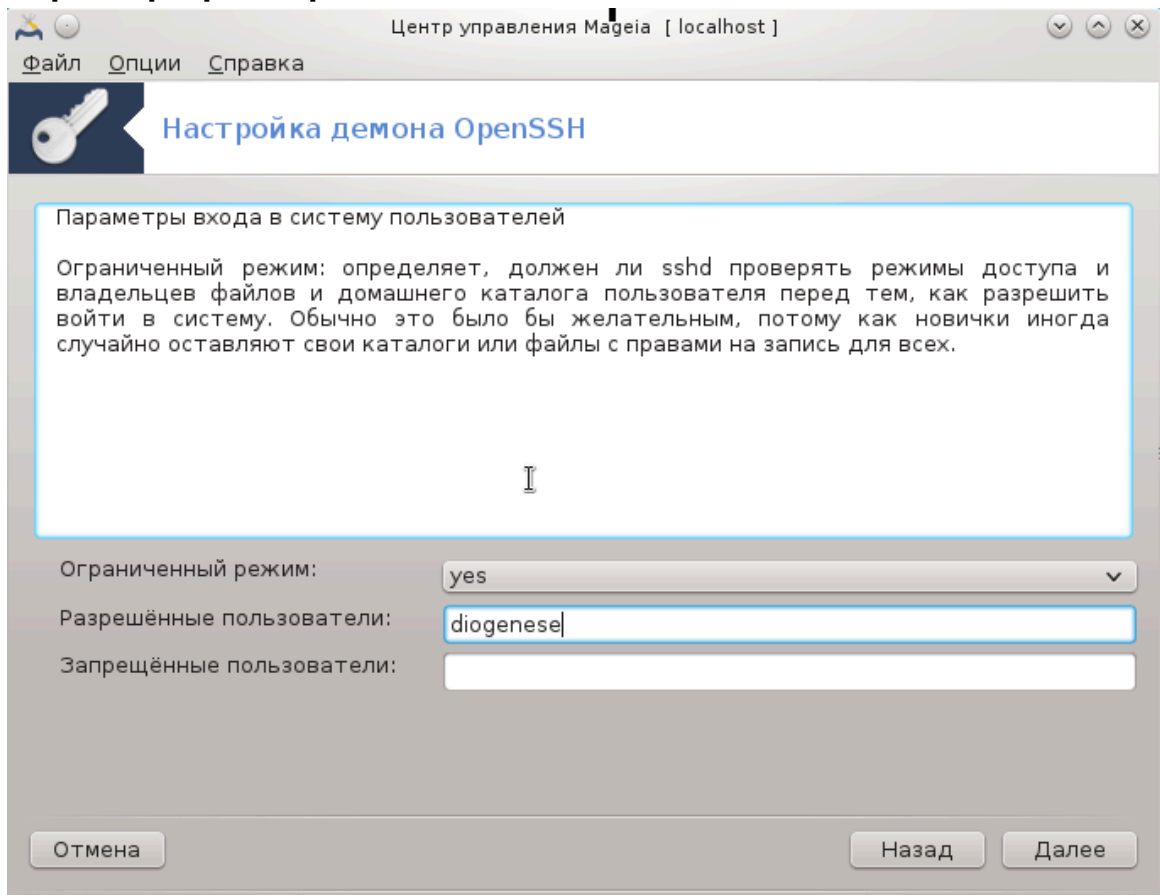 Центр управления Mageia [ localhost ]
Файл Опции Справка
Настройка демона OpenSSH
Параметры входа в систему пользователей
Ограниченный режим: определяет, должен ли sshd проверять режимы доступа и
владельцев файлов и домашнего каталога пользователя перед тем, как разрешить
войти в систему. Обычно это было бы желательным, потому как новички иногда
случайно оставляют свои каталоги или файлы с правами на запись для всех.
Ограниченный режим: yes
Разрешённые пользователи: diogenese
Запрещённые пользователи:
Отмена Назад Далее